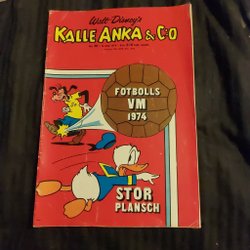 Walt Disney's
KALLE ANKA & C:O
FOTBOLLS
VM
1974
STOR
PLANSCH